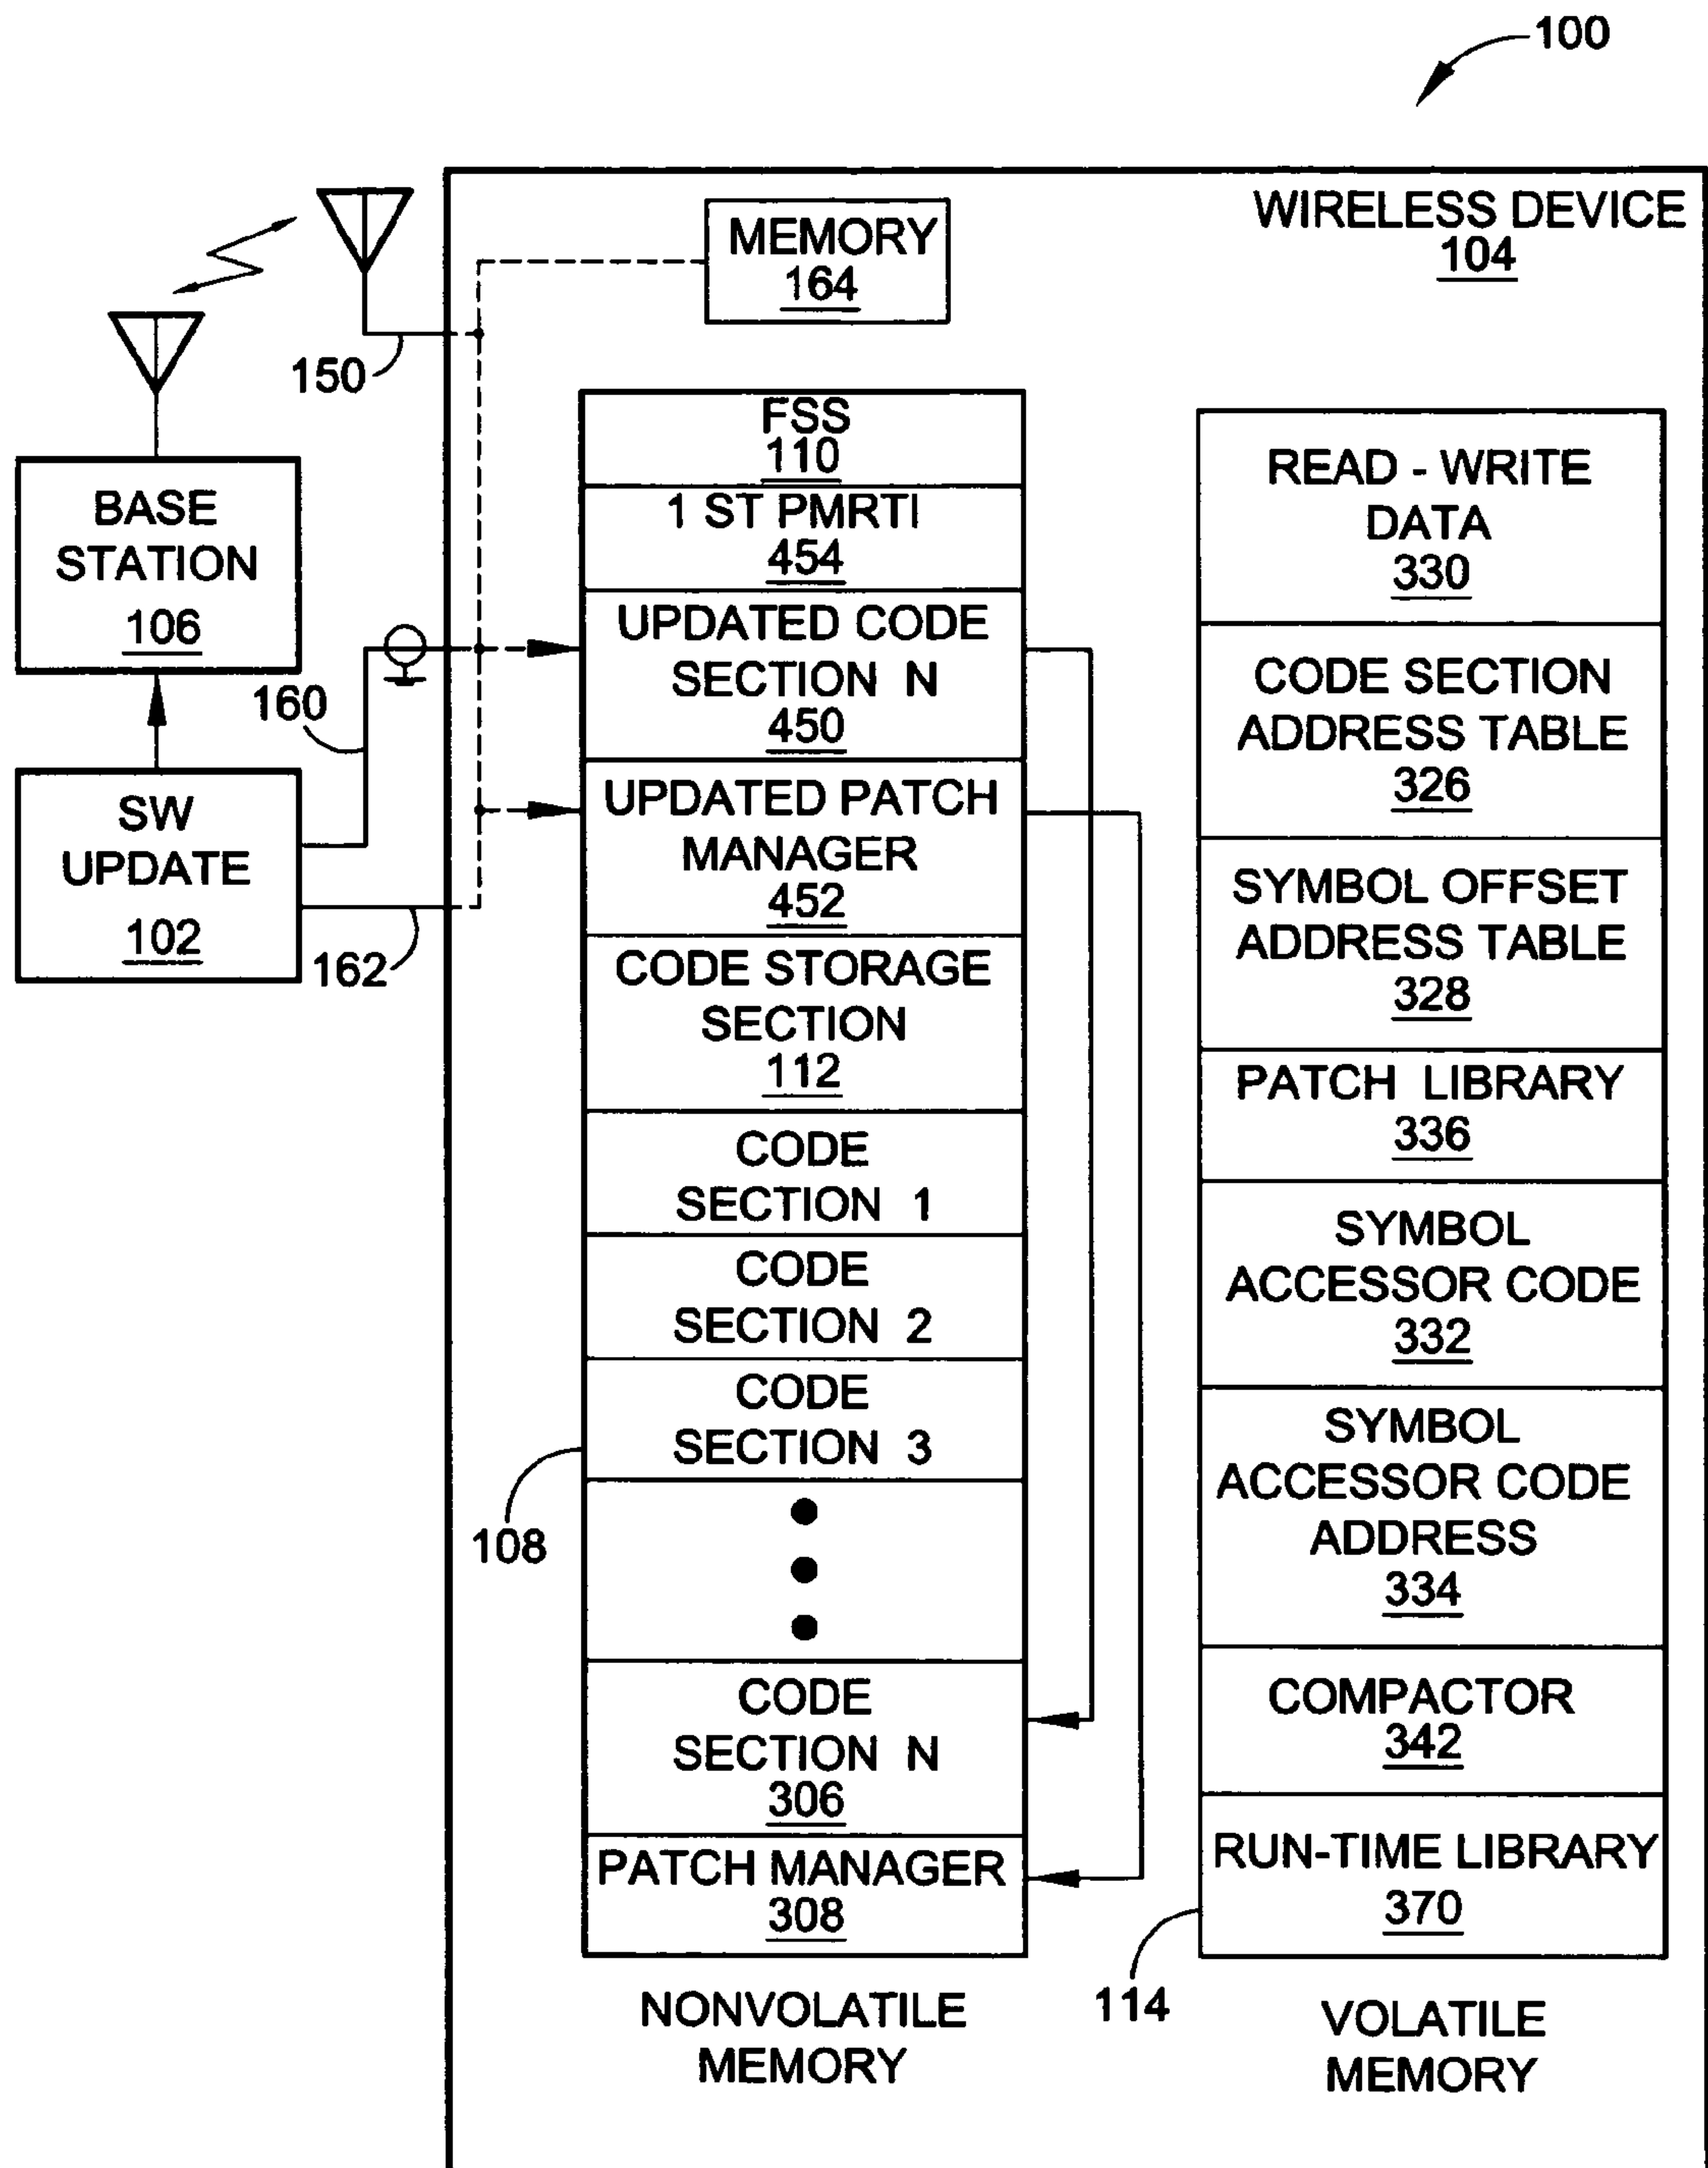 100
WIRELESS DEVICE
104
MEMORY
164
150
BASE
STATION
106
160
SW
UPDATE
102
162
FSS
110
1 ST PMRTI
454
UPDATED CODE
SECTION N
450
UPDATED PATCH
MANAGER
452
CODE STORAGE
SECTION
112
CODE
SECTION 1
CODE
SECTION 2
CODE
SECTION 3
108
CODE
SECTION N
306
PATCH MANAGER
308
NONVOLATILE
MEMORY
READ - WRITE
DATA
330
CODE SECTION
ADDRESS TABLE
326
SYMBOL OFFSET
ADDRESS TABLE
328
PATCH LIBRARY
336
SYMBOL
ACCESSOR CODE
332
SYMBOL
ACCESSOR CODE
ADDRESS
334
COMPACTOR
342
RUN-TIME LIBRARY
370
114
VOLATILE
MEMORY